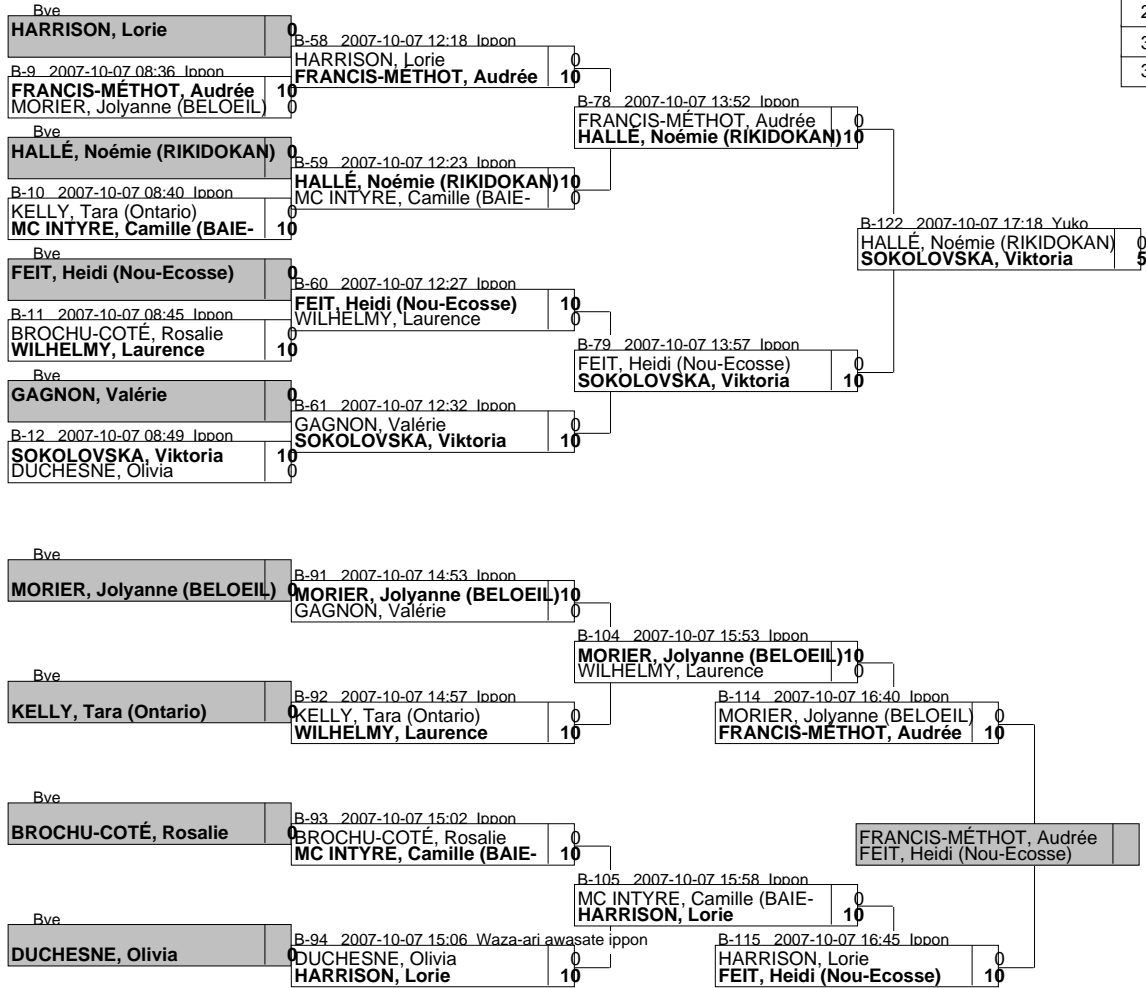 Bye
HARRISON, Lorie 0
B-9 2007-10-07 08:36 Ippon
FRANCIS-MÉTHOT, Audrée 10
MORIER, Jolyanne (BELOEIL) 0
Bye
HALLÉ, Noémie (RIKIDOKAN) 0
B-10 2007-10-07 08:40 Ippon
KELLY, Tara (Ontario) 0
MC INTYRE, Camille (BAIE- 10
Bye
FEIT, Heidi (Nou-Ecosse) 0
B-11 2007-10-07 08:45 Ippon
BROCHU-COTÉ, Rosalie 0
WILHELMY, Laurence 10
Bye
GAGNON, Valérie 0
B-12 2007-10-07 08:49 Ippon
SOKOLOVSKA, Viktoria 10
DUCHESNE, Olivia 0
B-58 2007-10-07 12:18 Ippon
HARRISON, Lorie 0
FRANCIS-MÉTHOT, Audrée 10
B-59 2007-10-07 12:23 Ippon
HALLÉ, Noémie (RIKIDOKAN) 10
MC INTYRE, Camille (BAIE- 0
B-60 2007-10-07 12:27 Ippon
FEIT, Heidi (Nou-Ecosse) 10
WILHELMY, Laurence 0
B-61 2007-10-07 12:32 Ippon
GAGNON, Valérie 0
SOKOLOVSKA, Viktoria 10
B-78 2007-10-07 13:52 Ippon
FRANCIS-MÉTHOT, Audrée 0
HALLÉ, Noémie (RIKIDOKAN) 10
B-79 2007-10-07 13:57 Ippon
FEIT, Heidi (Nou-Ecosse) 0
SOKOLOVSKA, Viktoria 10
B-122 2007-10-07 17:18 Yuko
HALLÉ, Noémie (RIKIDOKAN) 0
SOKOLOVSKA, Viktoria 5
2
3
3
Bye
MORIER, Jolyanne (BELOEIL) 0
Bye
KELLY, Tara (Ontario) 0
Bye
BROCHU-COTÉ, Rosalie 0
Bye
DUCHESNE, Olivia 0
B-91 2007-10-07 14:53 Ippon
MORIER, Jolyanne (BELOEIL) 10
GAGNON, Valérie 0
B-92 2007-10-07 14:57 Ippon
KELLY, Tara (Ontario) 0
WILHELMY, Laurence 10
B-93 2007-10-07 15:02 Ippon
BROCHU-COTÉ, Rosalie 0
MC INTYRE, Camille (BAIE- 10
B-94 2007-10-07 15:06 Waza-ari awasate ippon
DUCHESNE, Olivia 0
HARRISON, Lorie 10
B-104 2007-10-07 15:53 Ippon
MORIER, Jolyanne (BELOEIL) 10
WILHELMY, Laurence 0
B-105 2007-10-07 15:58 Ippon
MC INTYRE, Camille (BAIE- 0
HARRISON, Lorie 10
B-114 2007-10-07 16:40 Ippon
MORIER, Jolyanne (BELOEIL) 0
FRANCIS-MÉTHOT, Audrée 10
B-115 2007-10-07 16:45 Ippon
HARRISON, Lorie 0
FEIT, Heidi (Nou-Ecosse) 10
FRANCIS-MÉTHOT, Audrée
FEIT, Heidi (Nou-Ecosse)